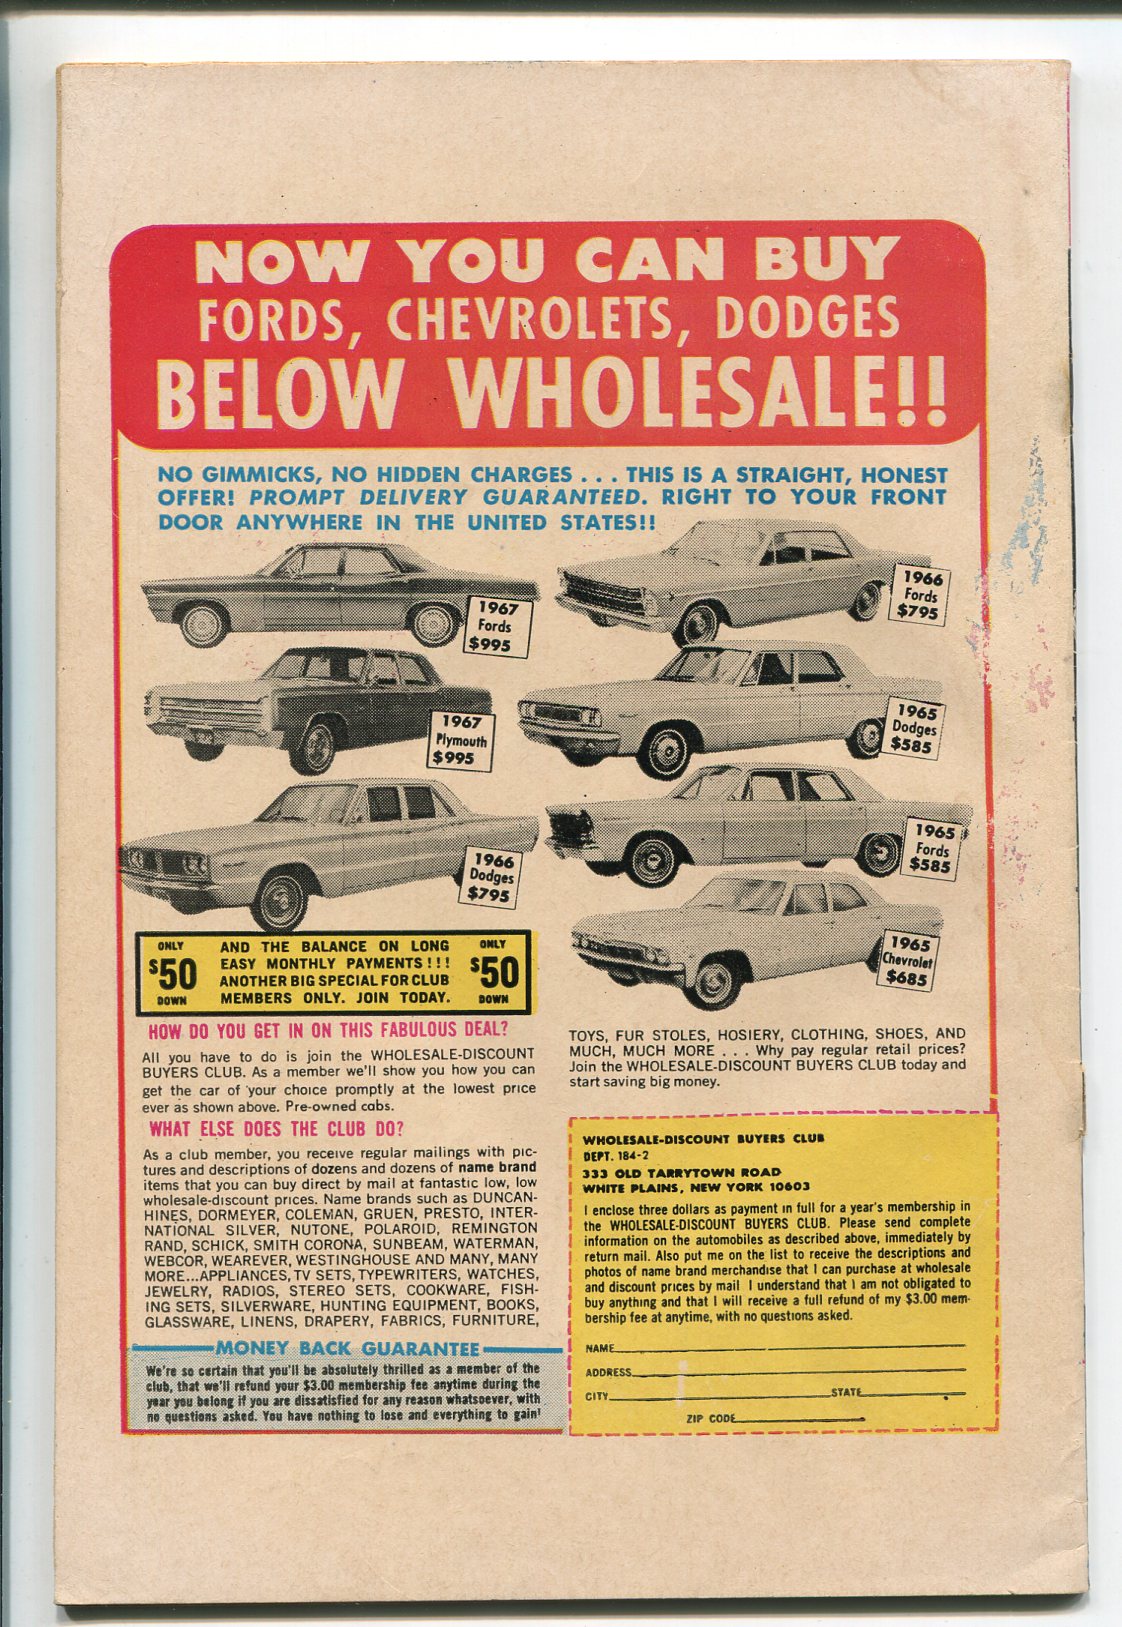 NOW YOU CAN BUY
FORDS, CHEVROLETS, DODGES
BELOW WHOLESALE!!
NO GIMMICKS, NO HIDDEN CHARGES . . . THIS IS A STRAIGHT, HONEST
OFFER! PROMPT DELIVERY GUARANTEED. RIGHT TO YOUR FRONT
DOOR ANYWHERE IN THE UNITED STATES!!
1967
Fords
$995
1966
Fords
$795
1967
Plymouth
$995
1965
Dodges
$585
1966
Dodges
$795
1965
Fords
$585
1965
Chevrolet
$685
ONLY
$50
DOWN
AND THE BALANCE ON LONG
EASY MONTHLY PAYMENTS!!!
ANOTHER BIG SPECIAL FOR CLUB
MEMBERS ONLY. JOIN TODAY.
ONLY
$50
DOWN
HOW DO YOU GET IN ON THIS FABULOUS DEAL?
All you have to do is join the WHOLESALE-DISCOUNT
BUYERS CLUB. As a member we'll show you how you can
get the car of your choice promptly at the lowest price
ever as shown above. Pre-owned cabs.
WHAT ELSE DOES THE CLUB DO?
As a club member, you receive regular mailings with pic-
tures and descriptions of dozens and dozens of name brand
items that you can buy direct by mail at fantastic low, low
wholesale-discount prices. Name brands such as DUNCAN-
HINES, DORMEYER, COLEMAN, GRUEN, PRESTO, INTER-
NATIONAL SILVER, NUTONE, POLAROID, REMINGTON
RAND, SCHICK, SMITH CORONA, SUNBEAM, WATERMAN,
WEBCOR, WEAREVER, WESTINGHOUSE AND MANY, MANY
MORE...APPLIANCES, TV SETS, TYPEWRITERS, WATCHES,
JEWELRY, RADIOS, STEREO SETS, COOKWARE, FISH-
ING SETS, SILVERWARE, HUNTING EQUIPMENT, BOOKS,
GLASSWARE, LINENS, DRAPERY, FABRICS, FURNITURE,
TOYS, FUR STOLES, HOSIERY, CLOTHING, SHOES, AND
MUCH, MUCH MORE . . . Why pay regular retail prices?
Join the WHOLESALE-DISCOUNT BUYERS CLUB today and
start saving big money.
MONEY BACK GUARANTEE
We're so certain that you'll be absolutely thrilled as a member of the
club, that we'll refund your $3.00 membership fee anytime during the
year you belong if you are dissatisfied for any reason whatsoever, with
no questions asked. You have nothing to lose and everything to gain!
WHOLESALE-DISCOUNT BUYERS CLUB
DEPT. 184-2
333 OLD TARRYTOWN ROAD
WHITE PLAINS, NEW YORK 10603
I enclose three dollars as payment in full for a year's membership in
the WHOLESALE-DISCOUNT BUYERS CLUB. Please send complete
information on the automobiles as described above, immediately by
return mail. Also put me on the list to receive the descriptions and
photos of name brand merchandise that I can purchase at wholesale
and discount prices by mail I understand that I am not obligated to
buy anything and that I will receive a full refund of my $3.00 mem-
bership fee at anytime, with no questions asked.
NAME
ADDRESS
CITY STATE
ZIP CODE